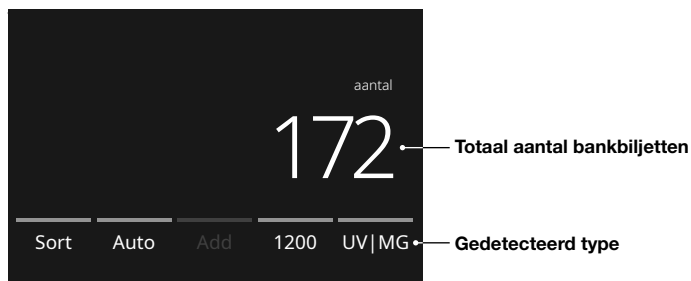 aantal
172
Totaal aantal bankbiljetten
Sort Auto Add 1200 UV|MG
Gedetecteerd type